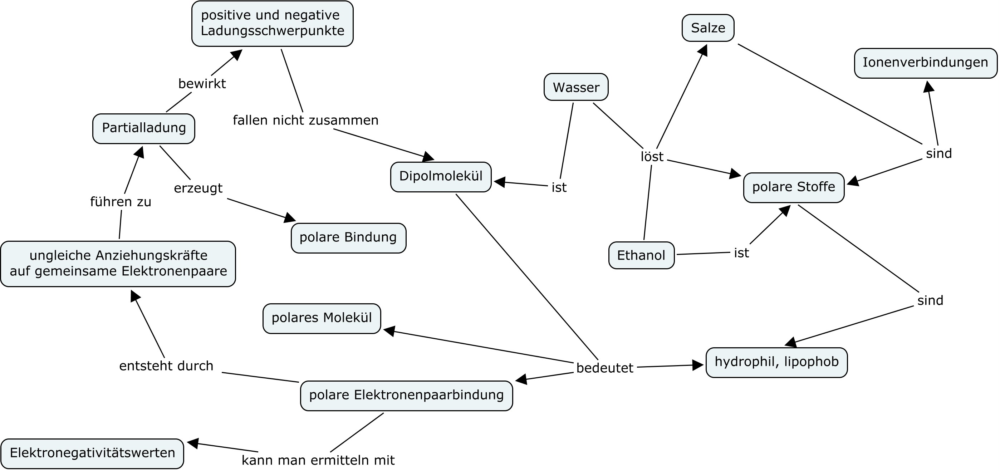 positive und negative
Ladungsschwerpunkte
Salze
Ionenverbindungen
bewirkt
Wasser
Partialladung
fallen nicht zusammen
löst
sind
Dipolmolekül
ist
polare Stoffe
erzeugt
führen zu
polare Bindung
ungleiche Anziehungskräfte
auf gemeinsame Elektronenpaare
Ethanol
ist
sind
polares Molekül
entsteht durch
bedeutet
hydrophil, lipophob
polare Elektronenpaarbindung
Elektronegativitätswerten
kann man ermitteln mit